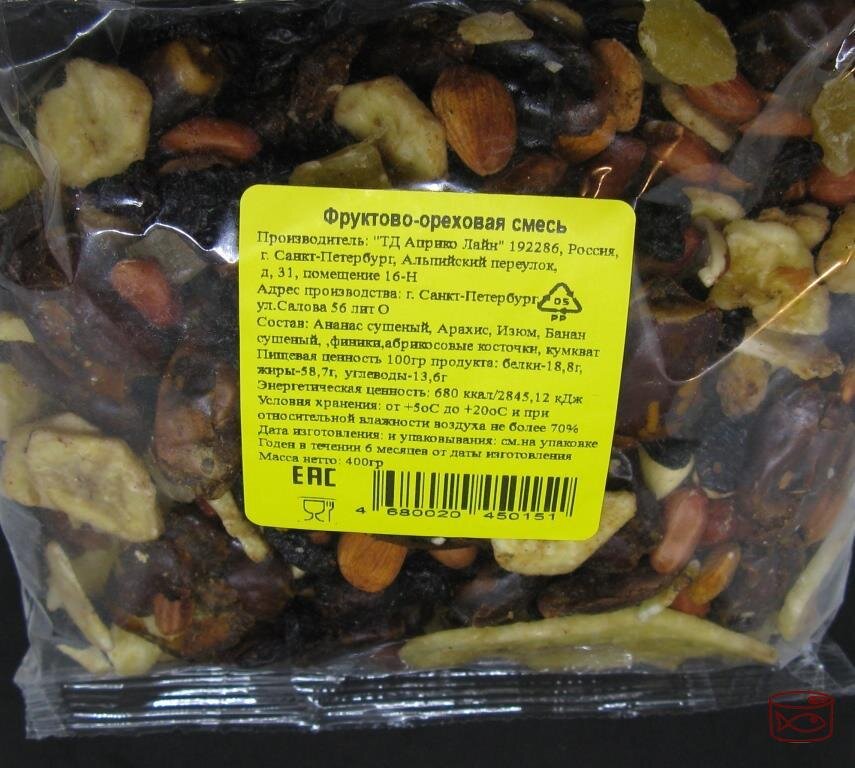 Фруктово-ореховая смесь
Производитель: "ТД Априко Лайн" 192286, Россия,
г. Санкт-Петербург, Альпийский переулок,
д, 31, помещение 16-Н
Адрес производства: г. Санкт-Петербург
05
PP
ул.Салова 56 лит О
Состав: Ананас сушеный, Арахис, Изюм, Банан
сушеный, ,финики,абрикосовые косточки, кумкват
Пищевая ценность 100гр продукта: белки-18,8г,
жиры-58,7г, углеводы-13,6г
Энергетическая ценность: 680 ккал/2845,12 кДж
Условия хранения: от +5оС до +20оС и при
относительной влажности воздуха не более 70%
Дата изготовления: и упаковывания: см.на упаковке
Годен в течении 6 месяцев от даты изготовления
Масса нетто: 400гр
ЕАС
4 680020 450151